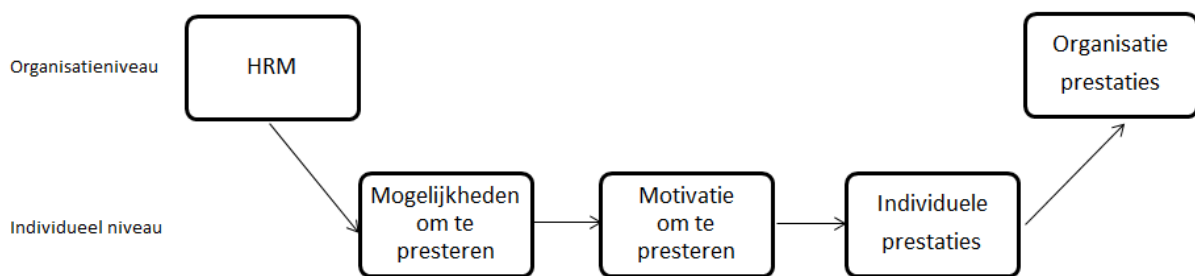 Organisatieniveau
HRM
Organisatie
prestaties
Individueel niveau
Mogelijkheden
om te
presteren
Motivatie
om te
presteren
Individuele
prestaties